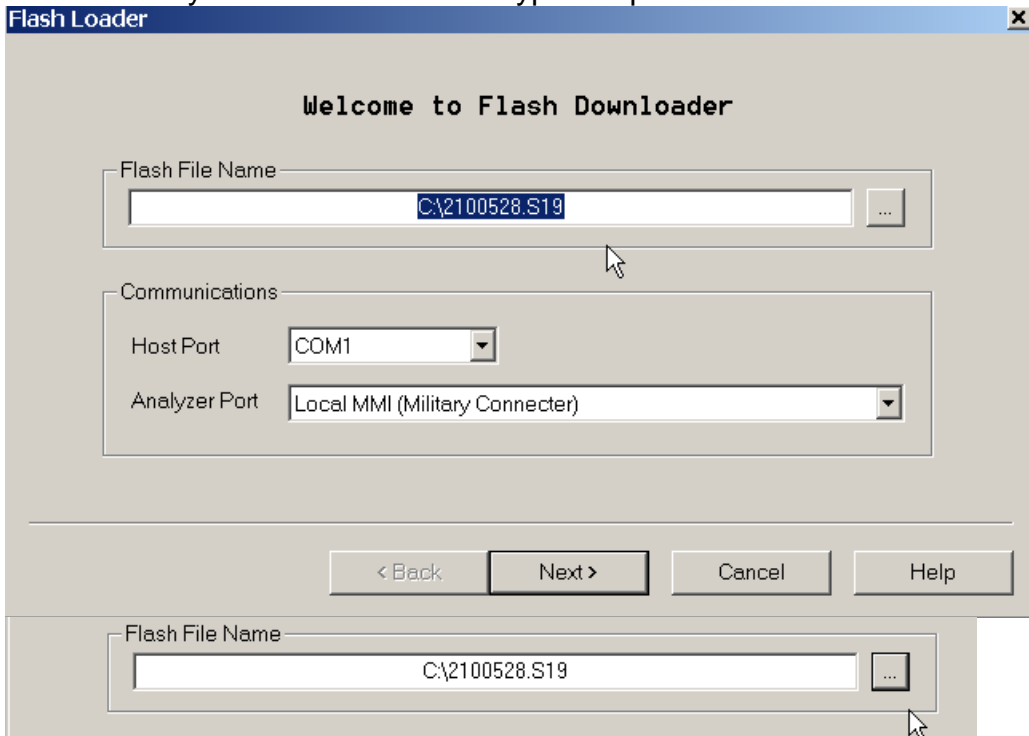 Flash Loader
Welcome to Flash Downloader
Flash File Name
C:\2100528.S19
...
Communications
Host Port COM1
Analyzer Port Local MMI (Military Connecter)
< Back Next > Cancel Help
Flash File Name
C:\2100528.S19
...